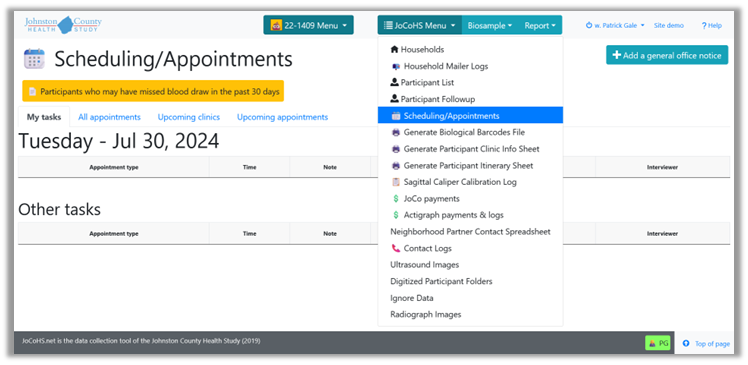 Johnston County
HEALTH STUDY
22-1409 Menu
JoCoHS Menu
Biosample
Report
w. Patrick Gale
Site demo
? Help
Scheduling/Appointments
+ Add a general office notice
Participants who may have missed blood draw in the past 30 days
My tasks
All appointments
Upcoming clinics
Upcoming appointments
Tuesday - Jul 30, 2024
Appointment type
Time
Note
Interviewer
Other tasks
Appointment type
Time
Note
Interviewer
Households
Household Mailer Logs
Participant List
Participant Followup
Scheduling/Appointments
Generate Biological Barcodes File
Generate Participant Clinic Info Sheet
Generate Participant Itinerary Sheet
Sagittal Caliper Calibration Log
$ JoCo payments
$ Actigraph payments & logs
Neighborhood Partner Contact Spreadsheet
Contact Logs
Ultrasound Images
Digitized Participant Folders
Ignore Data
Radiograph Images
JoCoHS.net is the data collection tool of the Johnston County Health Study (2019)
PG
Top of page